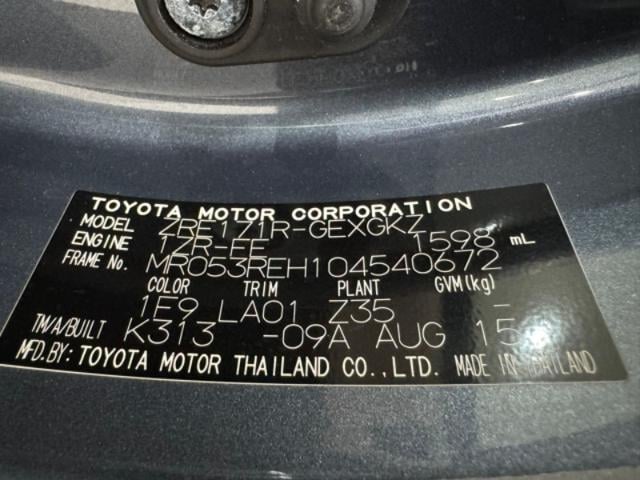 TOYOTA MOTOR CORPORATION
MODEL ZRE171R-GEXGKZ
ENGINE 1ZR-FE 1598 mL
FRAME No. MR053REH104540672
COLOR TRIM PLANT GVM(kg)
1E9 LA01 Z35 -
TM/A/BUILT K313 -09A AUG 15
MFD.BY: TOYOTA MOTOR THAILAND CO.,LTD. MADE IN THAILAND